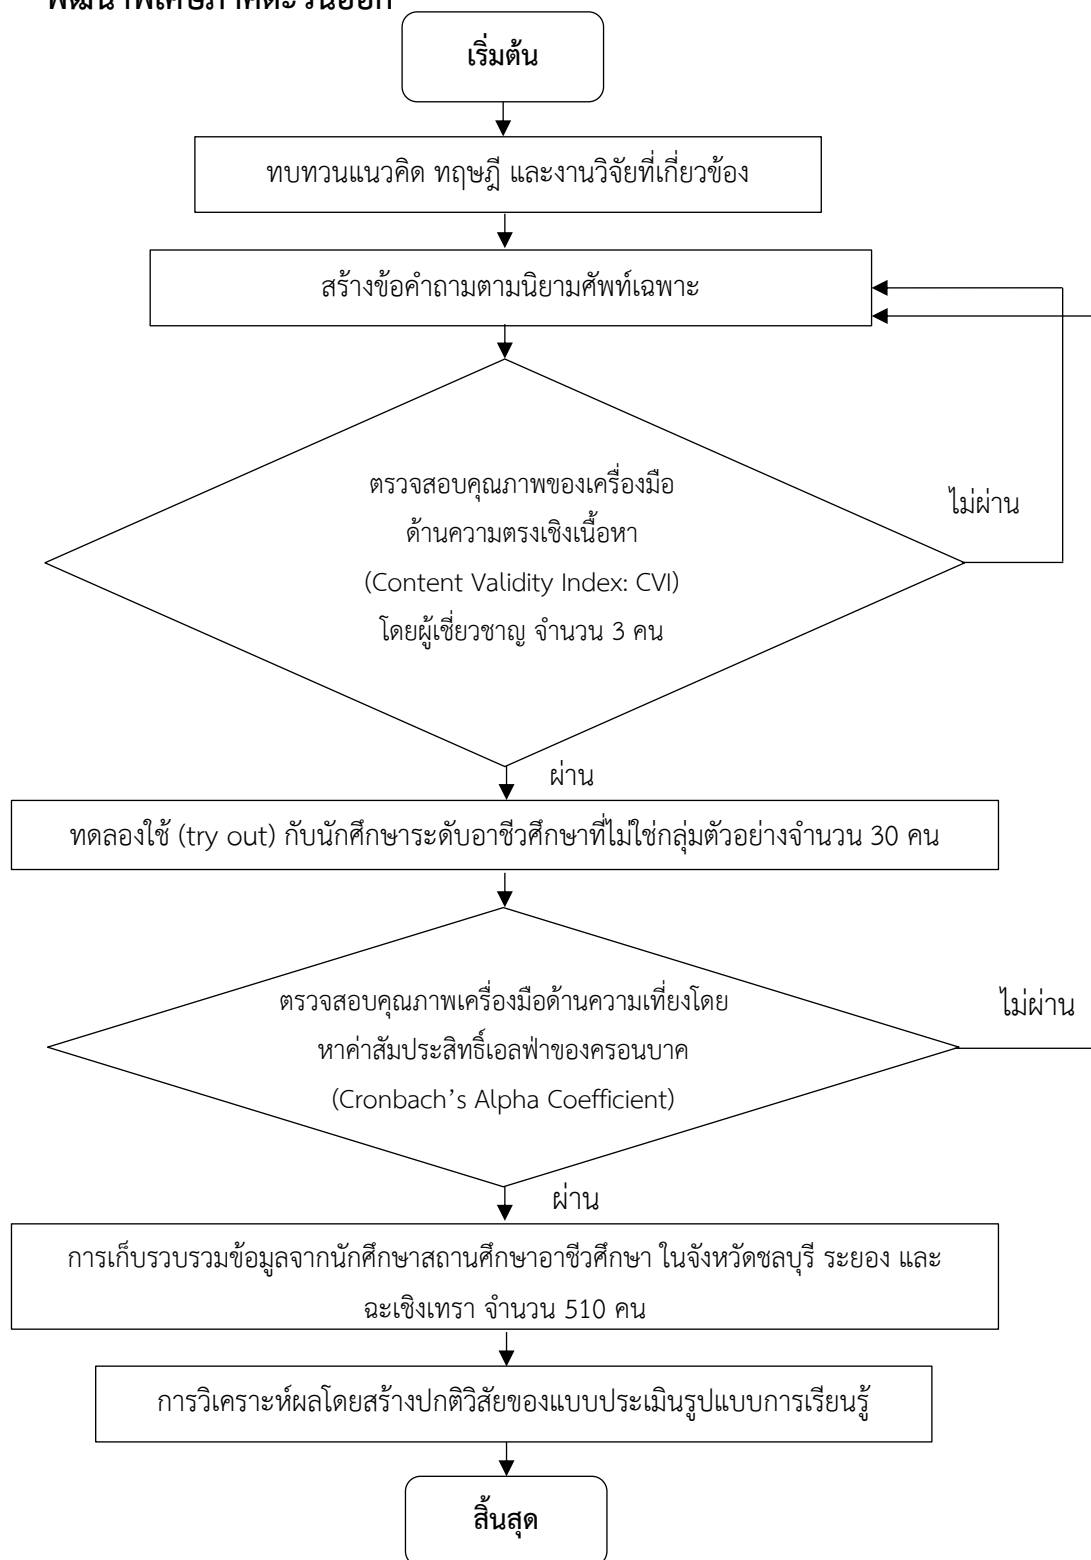 พัฒนาพิเศษภาคตะวันออก
เริ่มต้น
ทบทวนแนวคิด ทฤษฎี และงานวิจัยที่เกี่ยวข้อง
สร้างข้อคำถามตามนิยามศัพท์เฉพาะ
ตรวจสอบคุณภาพของเครื่องมือ
ด้านความตรงเชิงเนื้อหา
(Content Validity Index: CVI)
โดยผู้เชี่ยวชาญ จำนวน 3 คน
ไม่ผ่าน
ผ่าน
ทดลองใช้ (try out) กับนักศึกษาระดับอาชีวศึกษาที่ไม่ใช่กลุ่มตัวอย่างจำนวน 30 คน
ตรวจสอบคุณภาพเครื่องมือด้านความเที่ยงโดย
หาค่าสัมประสิทธิ์เอลฟ่าของครอนบาค
(Cronbach’s Alpha Coefficient)
ไม่ผ่าน
ผ่าน
การเก็บรวบรวมข้อมูลจากนักศึกษาสถานศึกษาอาชีวศึกษา ในจังหวัดชลบุรี ระยอง และ
ฉะเชิงเทรา จำนวน 510 คน
การวิเคราะห์ผลโดยสร้างปกติวิสัยของแบบประเมินรูปแบบการเรียนรู้
สิ้นสุด